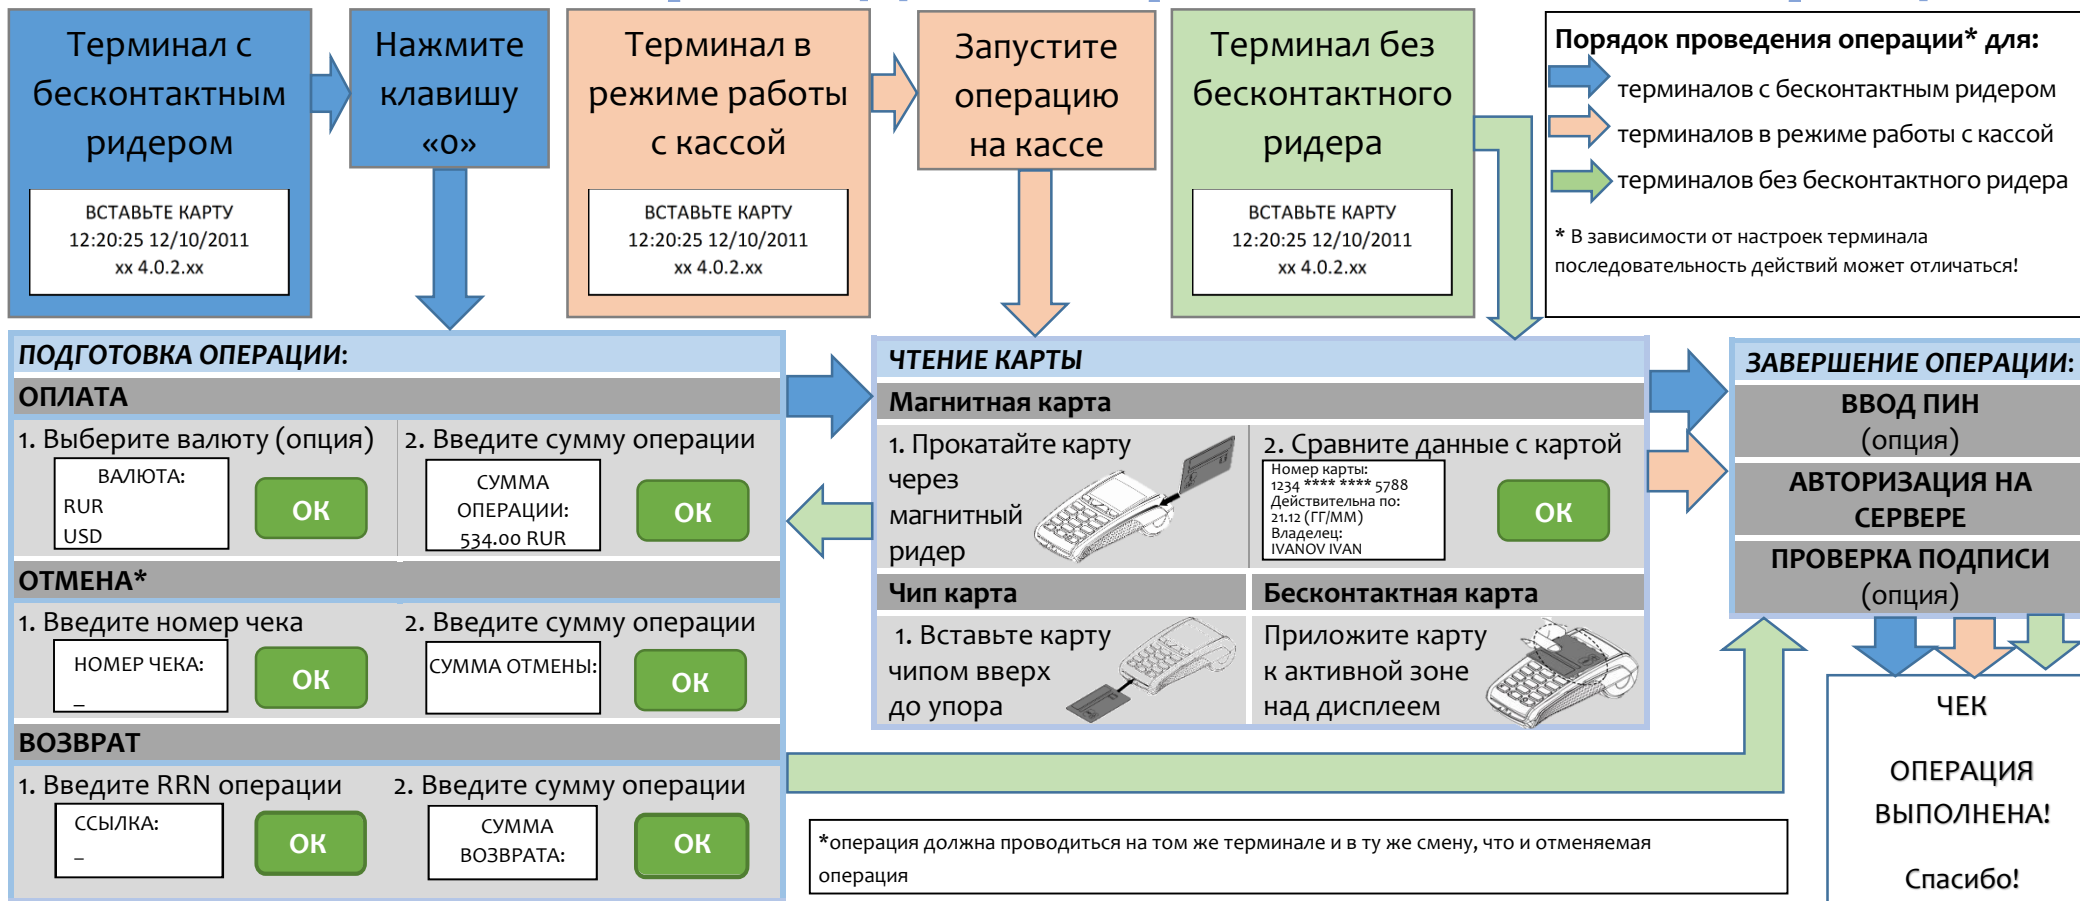 Терминал с
бесконтактным
ридером
ВСТАВЬТЕ КАРТУ
12:20:25 12/10/2011
xx 4.0.2.xx
Нажмите
клавишу
«0»
Терминал в
режиме работы
с кассой
ВСТАВЬТЕ КАРТУ
12:20:25 12/10/2011
xx 4.0.2.xx
Запустите
операцию
на кассе
Терминал без
бесконтактного
ридера
ВСТАВЬТЕ КАРТУ
12:20:25 12/10/2011
xx 4.0.2.xx
Порядок проведения операции* для:
терминалов с бесконтактным ридером
терминалов в режиме работы с кассой
терминалов без бесконтактного ридера
* В зависимости от настроек терминала
последовательность действий может отличаться!
ПОДГОТОВКА ОПЕРАЦИИ:
ОПЛАТА
1. Выберите валюту (опция)
ВАЛЮТА:
RUR
USD
ОК
2. Введите сумму операции
СУММА
ОПЕРАЦИИ:
534.00 RUR
ОК
ОТМЕНА*
1. Введите номер чека
НОМЕР ЧЕКА:
_
ОК
2. Введите сумму операции
СУММА ОТМЕНЫ:
ОК
ВОЗВРАТ
1. Введите RRN операции
ССЫЛКА:
_
ОК
2. Введите сумму операции
СУММА
ВОЗВРАТА:
ОК
ЧТЕНИЕ КАРТЫ
Магнитная карта
1. Прокатайте карту
через
магнитный
ридер
2. Сравните данные с картой
Номер карты:
1234 **** **** 5788
Действительна по:
21.12 (ГГ/ММ)
Владелец:
IVANOV IVAN
ОК
Чип карта
1. Вставьте карту
чипом вверх
до упора
Бесконтактная карта
Приложите карту
к активной зоне
над дисплеем
ЗАВЕРШЕНИЕ ОПЕРАЦИИ:
ВВОД ПИН
(опция)
АВТОРИЗАЦИЯ НА
СЕРВЕРЕ
ПРОВЕРКА ПОДПИСИ
(опция)
ЧЕК
ОПЕРАЦИЯ
ВЫПОЛНЕНА!
Спасибо!
*операция должна проводиться на том же терминале и в ту же смену, что и отменяемая
операция